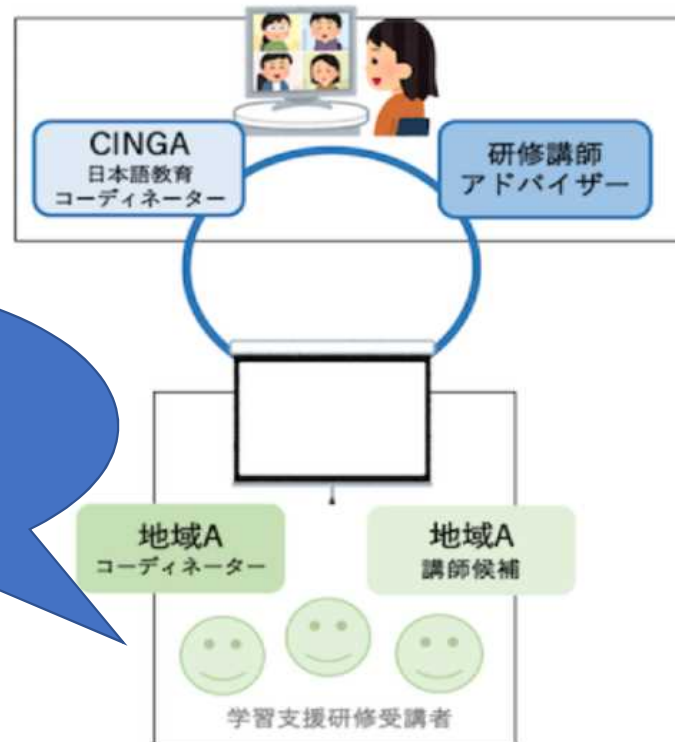 CINGA
日本語教育
コーディネーター
研修講師
アドバイザー
地域A
コーディネーター
地域A
講師候補
学習支援研修受講者